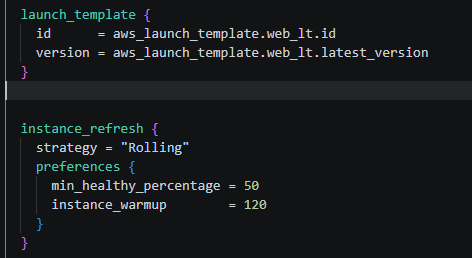 launch_template {
  id      = aws_launch_template.web_lt.id
  version = aws_launch_template.web_lt.latest_version
}
instance_refresh {
  strategy = "Rolling"
  preferences {
    min_healthy_percentage = 50
    instance_warmup        = 120
  }
}